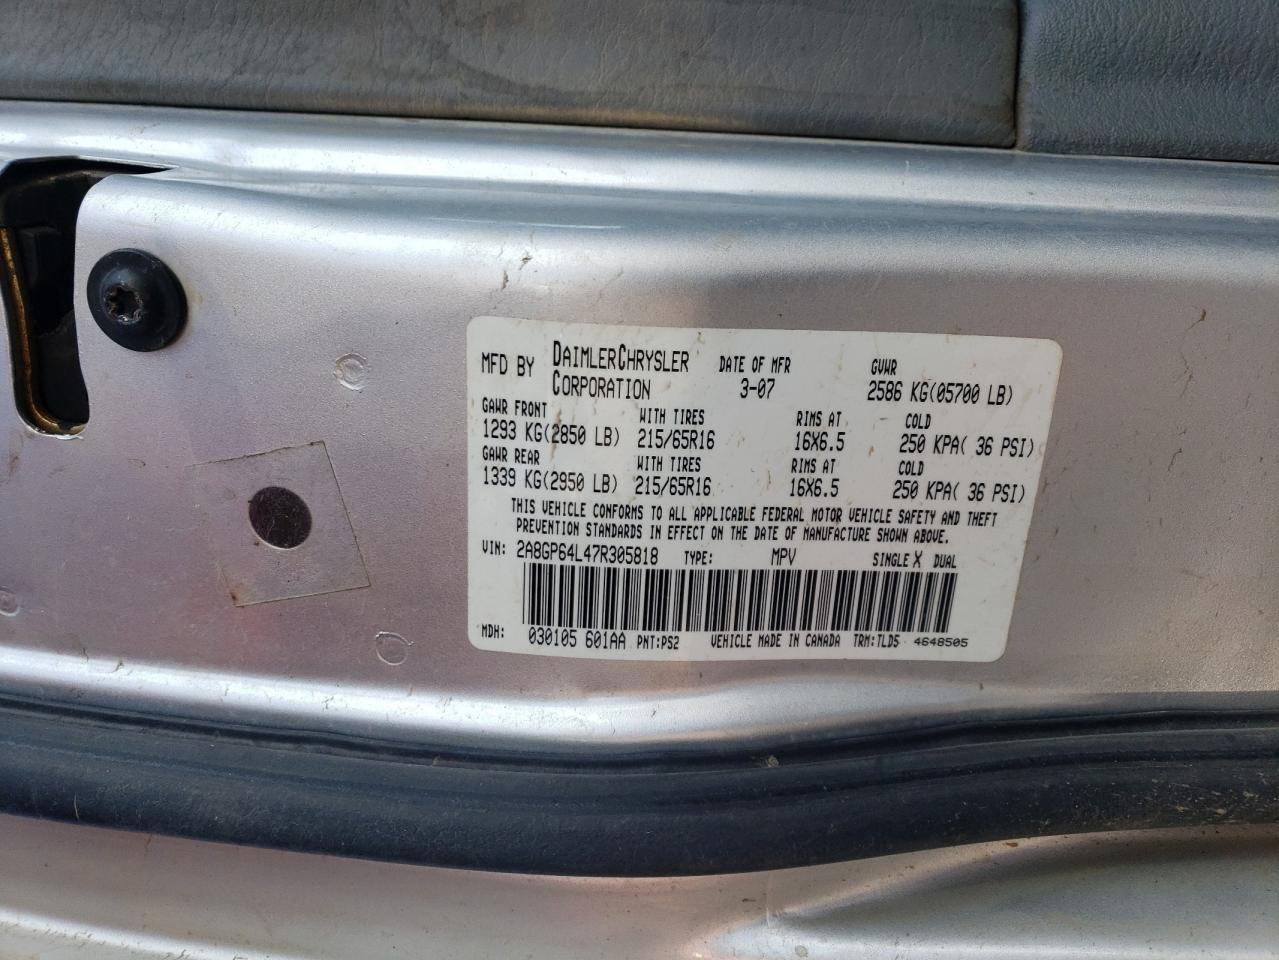 MFD BY DAIMLERCHRYSLER CORPORATION DATE OF MFR 3-07 GVWR 2586 KG(05700 LB)
GAWR FRONT WITH TIRES RIMS AT COLD
1293 KG(2850 LB) 215/65R16 16X6.5 250 KPA( 36 PSI)
GAWR REAR WITH TIRES RIMS AT COLD
1339 KG(2950 LB) 215/65R16 16X6.5 250 KPA( 36 PSI)
THIS VEHICLE CONFORMS TO ALL APPLICABLE FEDERAL MOTOR VEHICLE SAFETY AND THEFT
PREVENTION STANDARDS IN EFFECT ON THE DATE OF MANUFACTURE SHOWN ABOVE.
VIN: 2A8GP64L47R305818 TYPE: MPV SINGLE X DUAL
MDH: 030105 601AA PNT:PS2 VEHICLE MADE IN CANADA TRM:TLD5 4648505